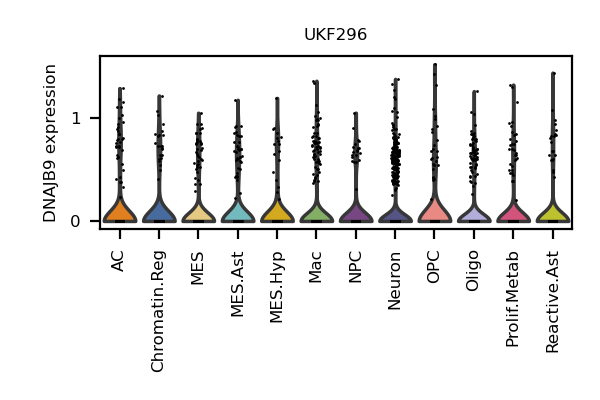 UKF296
DNAJB9 expression
1
0
AC
Chromatin.Reg
MES
MES.Ast
MES.Hyp
Mac
NPC
Neuron
OPC
Oligo
Prolif.Metab
Reactive.Ast